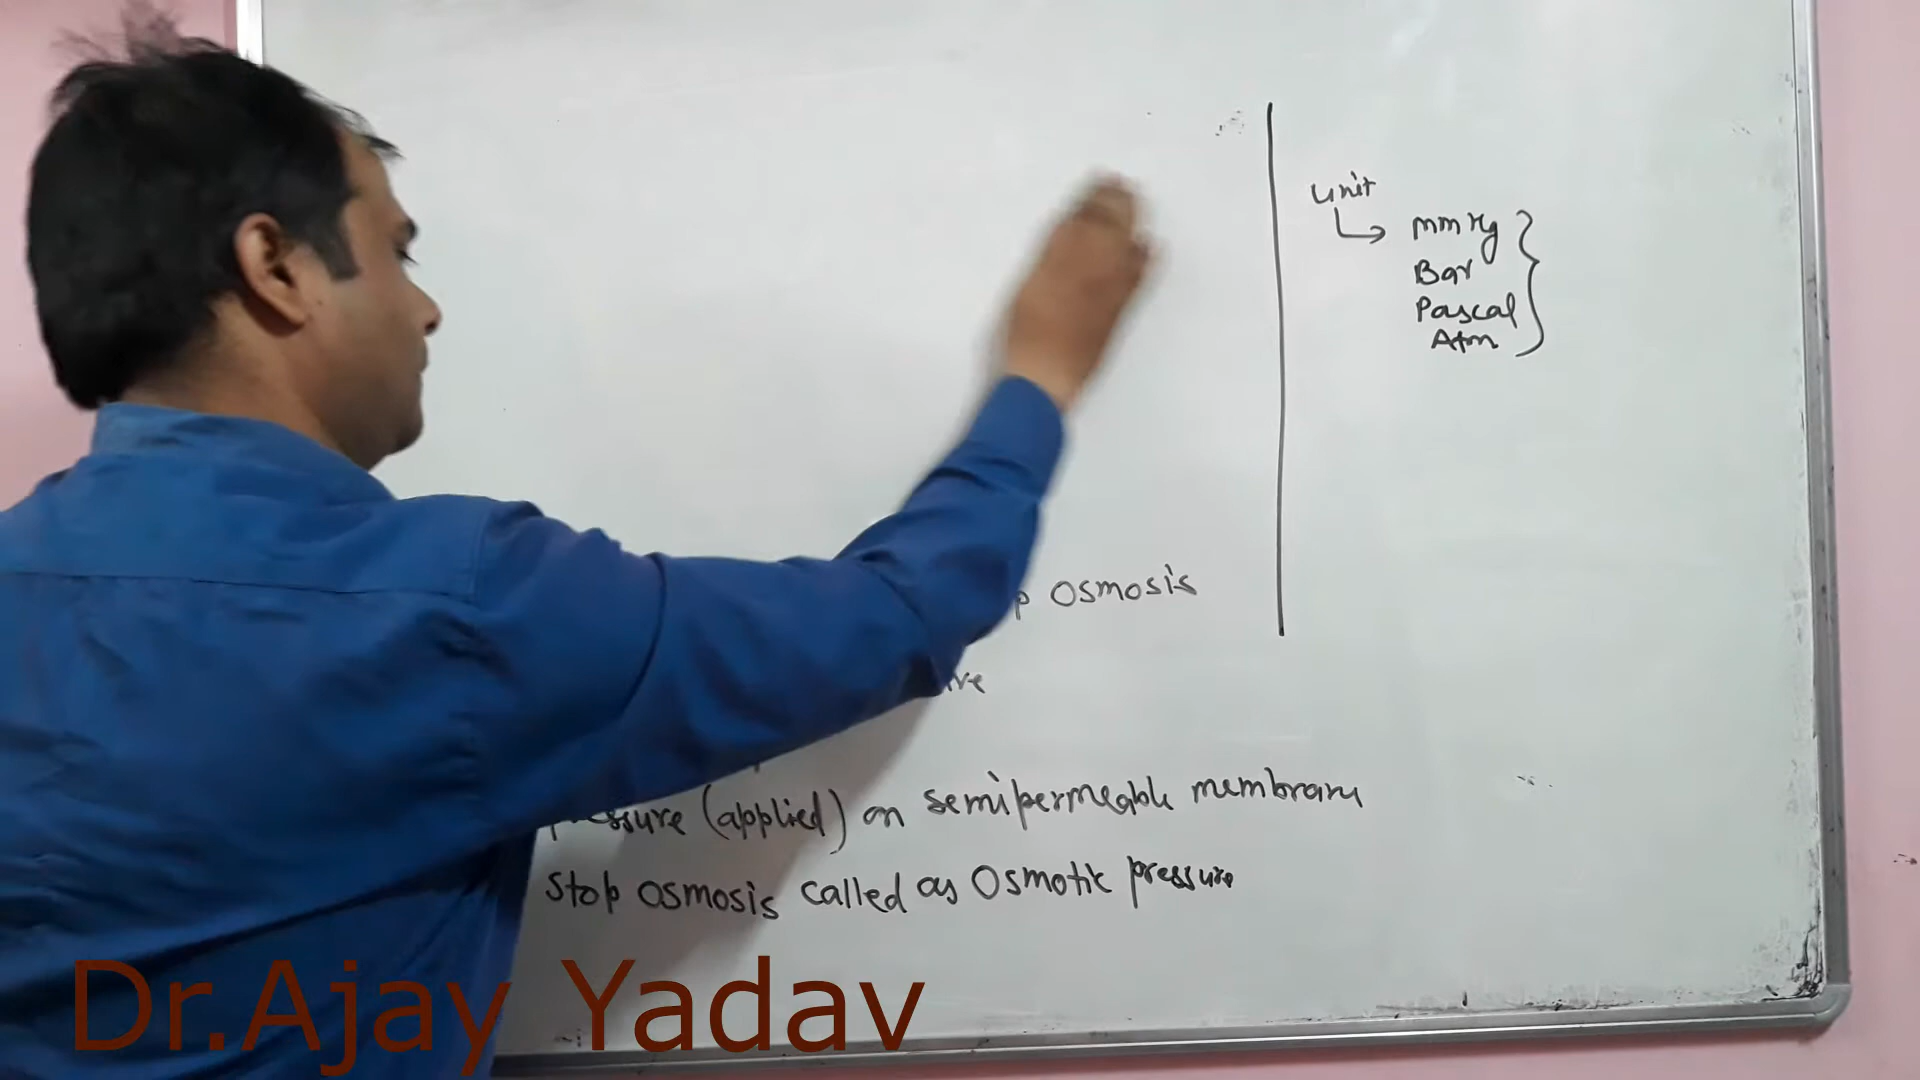 Osmosis
pressure (applied) on semipermeable membrane
stop osmosis called as Osmotic pressure
unit
mm Hg
Bar
Pascal
Atm
Dr.Ajay Yadav